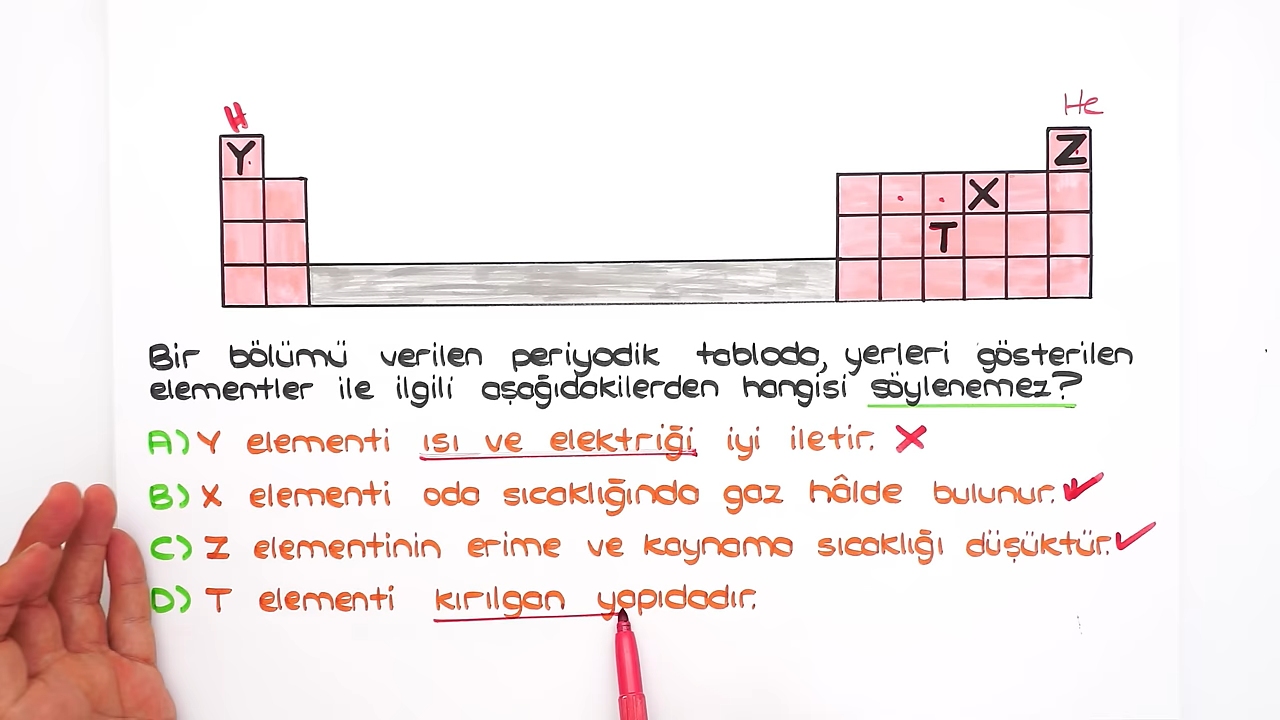 H
He
Y
Z
X
T
Bir bölümü verilen periyodik tabloda, yerleri gösterilen
elementler ile ilgili aşağıdakilerden hangisi söylenemez?
A) Y elementi ısı ve elektriği iyi iletir.
B) X elementi oda sıcaklığında gaz hâlde bulunur.
C) Z elementinin erime ve kaynama sıcaklığı düşüktür.
D) T elementi kırılgan yapıdadır.